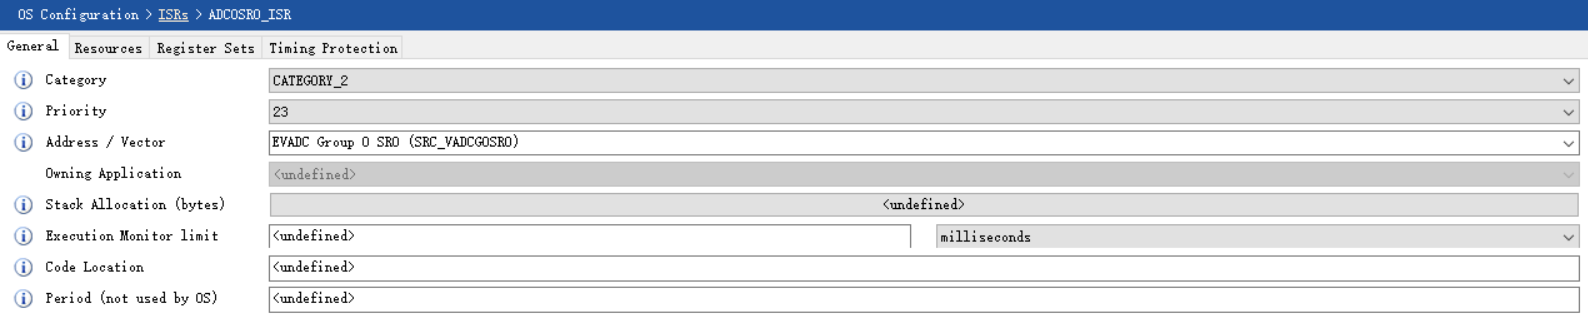 OS Configuration > ISRs > ADC0SR0_ISR
General Resources Register Sets Timing Protection
Category CATEGORY_2
Priority 23
Address / Vector EVADC Group 0 SR0 (SRC_VADCG0SR0)
Owning Application <undefined>
Stack Allocation (bytes) <undefined>
Execution Monitor limit <undefined> milliseconds
Code Location <undefined>
Period (not used by OS) <undefined>